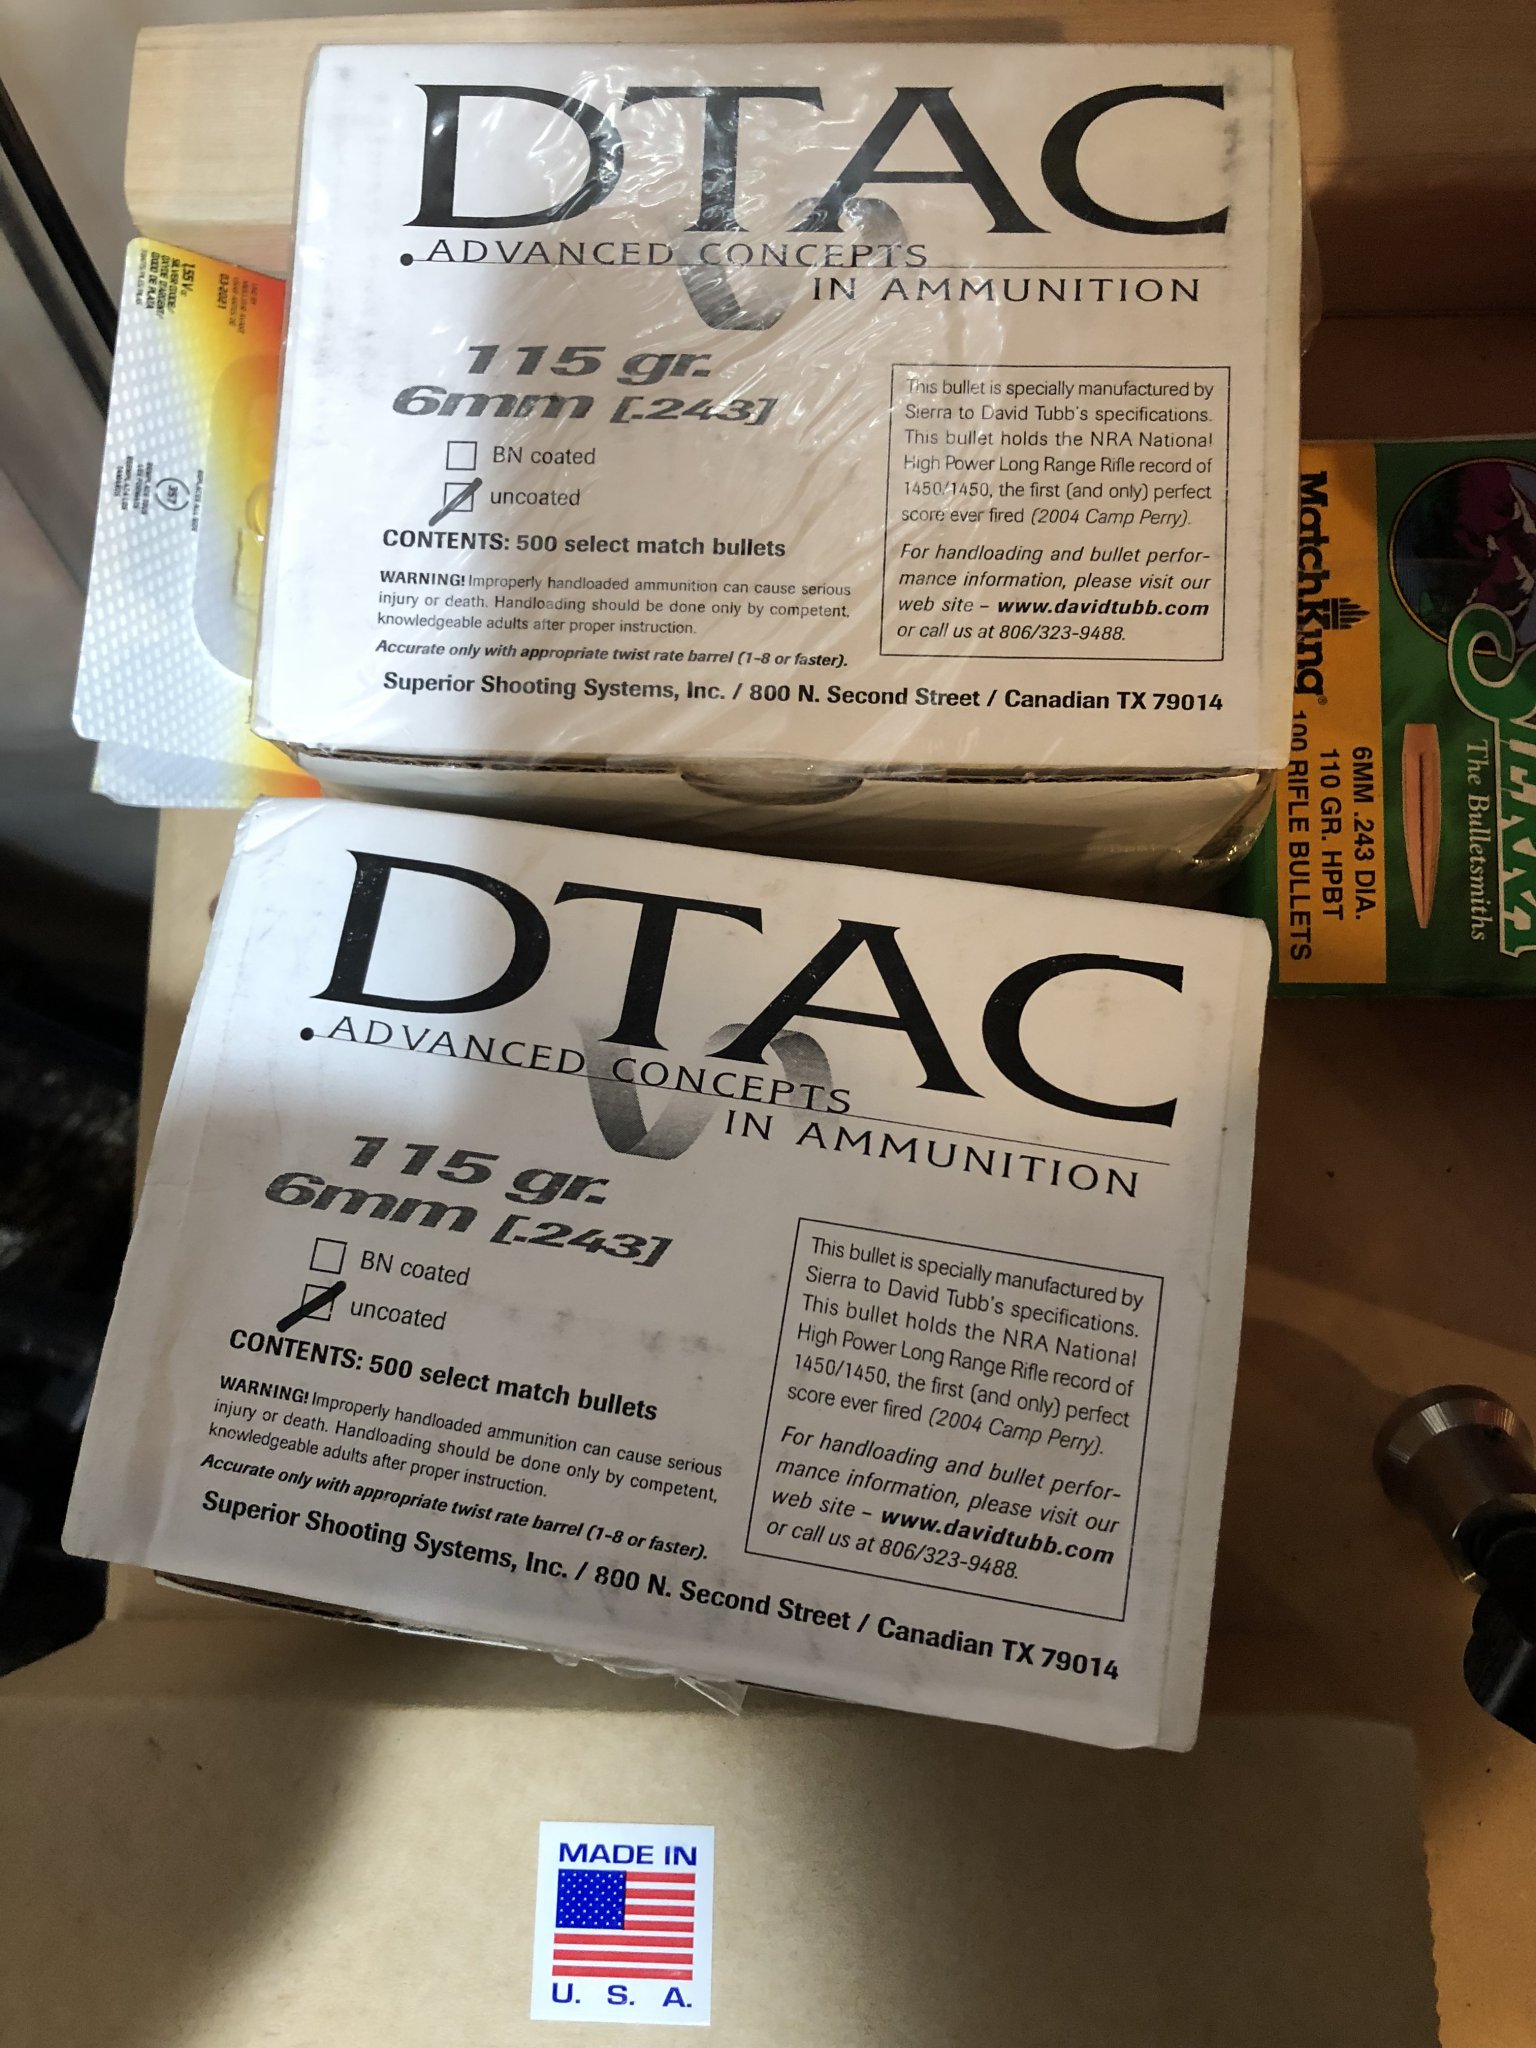 DTAC
ADVANCED CONCEPTS
IN AMMUNITION
115 gr.
6mm [.243]
BN coated
uncoated
CONTENTS: 500 select match bullets
WARNING! Improperly handloaded ammunition can cause serious
injury or death. Handloading should be done only by competent,
knowledgeable adults after proper instruction.
Accurate only with appropriate twist rate barrel (1-8 or faster).
This bullet is specially manufactured by
Sierra to David Tubb's specifications.
This bullet holds the NRA National
High Power Long Range Rifle record of
1450/1450, the first (and only) perfect
score ever fired (2004 Camp Perry).
For handloading and bullet perfor-
mance information, please visit our
web site – www.davidtubb.com
or call us at 806/323-9488.
Superior Shooting Systems, Inc. / 800 N. Second Street / Canadian TX 79014
1.55V
SILVER OXIDE/
03-2021
357
MatchKing®
6MM .243 DIA.
110 GR. HPBT
100 RIFLE BULLETS
SIERRA
The Bulletsmiths
DTAC
ADVANCED CONCEPTS
IN AMMUNITION
115 gr.
6mm [.243]
BN coated
uncoated
CONTENTS: 500 select match bullets
WARNING! Improperly handloaded ammunition can cause serious
injury or death. Handloading should be done only by competent,
knowledgeable adults after proper instruction.
Accurate only with appropriate twist rate barrel (1-8 or faster).
This bullet is specially manufactured by
Sierra to David Tubb's specifications.
This bullet holds the NRA National
High Power Long Range Rifle record of
1450/1450, the first (and only) perfect
score ever fired (2004 Camp Perry).
For handloading and bullet perfor-
mance information, please visit our
web site – www.davidtubb.com
or call us at 806/323-9488.
Superior Shooting Systems, Inc. / 800 N. Second Street / Canadian TX 79014
MADE IN
U. S. A.